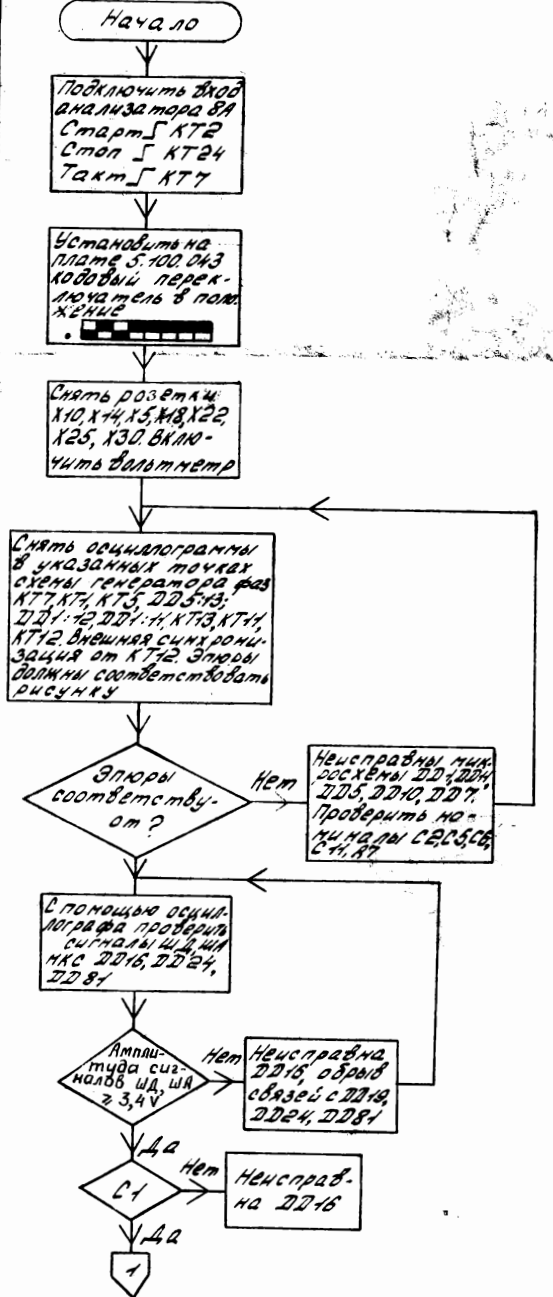 Начало
Подключить вход
анализатора 8А
Старт КТ2
Стоп КТ24
Такт КТ7
Установить на
плате 5.100.043
кодовый перек-
лючатель в поло-
жение
Снять розетки
Х10, Х14, Х5, Х18, Х22,
Х25, Х30. Вклю-
чить вольтметр
Снять осциллограммы
в указанных точках
схемы генератора фаз
КТ7, КТ1, КТ5, DD5:13;
DD1:12, DD1:11, КТ13, КТ11,
КТ12. Внешняя синхрони-
зация от КТ12. Эпюры
должны соответствовать
рисунку
Эпюры
соответству-
ют?
Нет
Неисправны мик-
росхемы DD1, DD4,
DD5, DD10, DD7.
Проверить но-
миналы С2, С5, С6,
С11, R7
С помощью осцил-
лографа проверить
сигналы ШД, ША
мкс DD16, DD24,
DD81
Ампли-
туда сиг-
налов ШД, ША
≥ 3,4 V
Нет
Неисправна
DD16, обрыв
связей с DD19,
DD24, DD81
Да
С1
Нет
Неисправ-
на DD16
Да
1